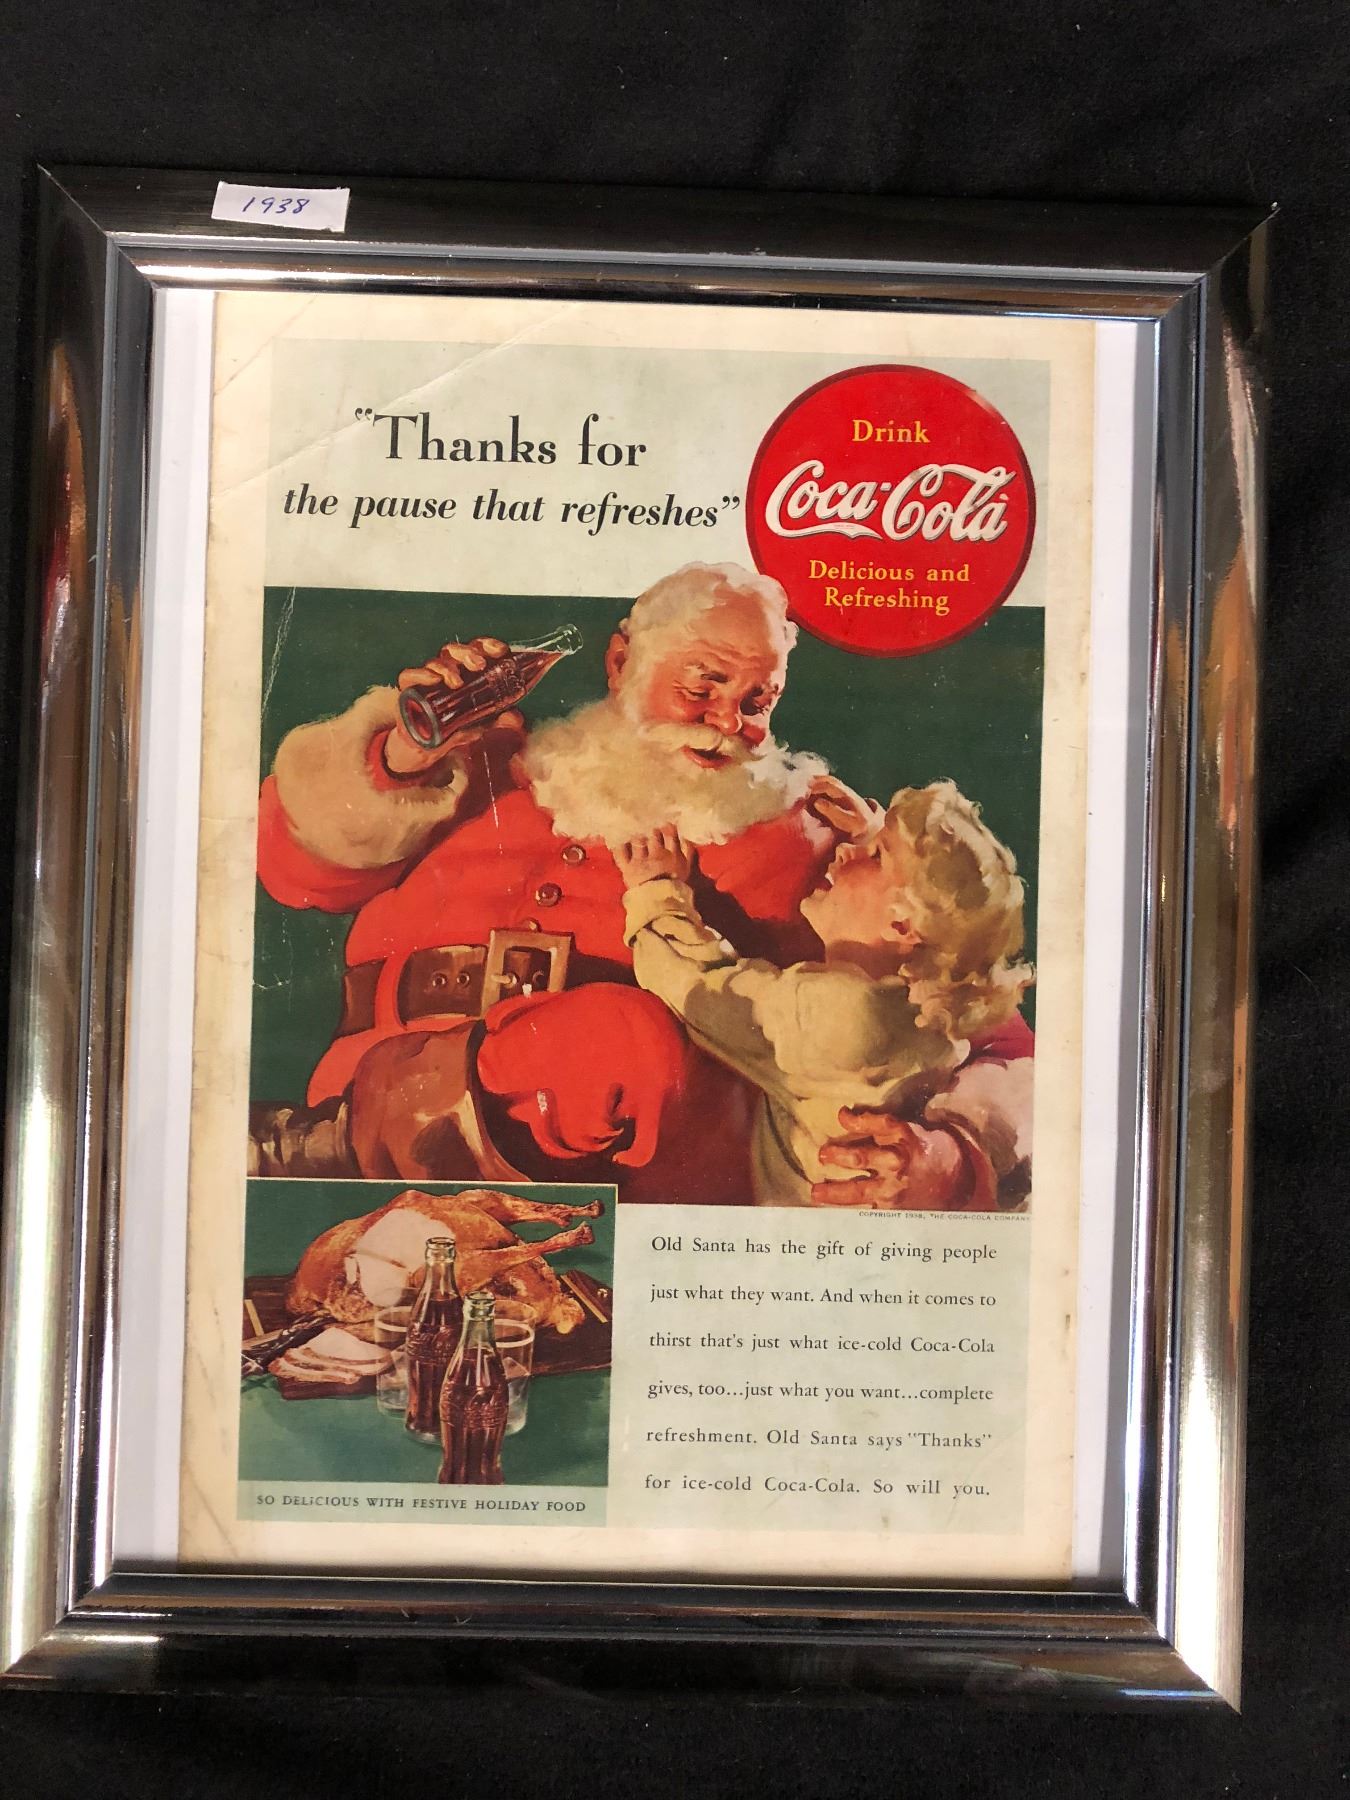 1938
"Thanks for
the pause that refreshes"
Drink
Coca-Cola
Delicious and
Refreshing
COPYRIGHT 1938, THE COCA-COLA COMPANY
Old Santa has the gift of giving people
just what they want. And when it comes to
thirst that's just what ice-cold Coca-Cola
gives, too...just what you want...complete
refreshment. Old Santa says "Thanks"
for ice-cold Coca-Cola. So will you.
SO DELICIOUS WITH FESTIVE HOLIDAY FOOD